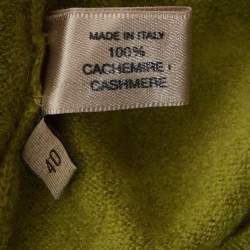 MADE IN ITALY
100%
CACHEMIRE -
CASHMERE
40